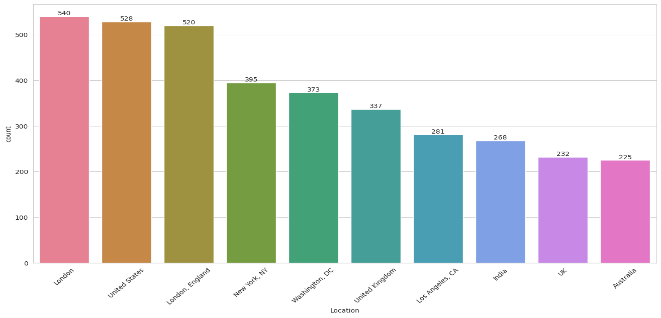 540
528
520
395
373
337
281
268
232
225
500
400
300
200
100
0
count
London
United States
London, England
New York, NY
Washington, DC
United Kingdom
Los Angeles, CA
India
UK
Australia
Location